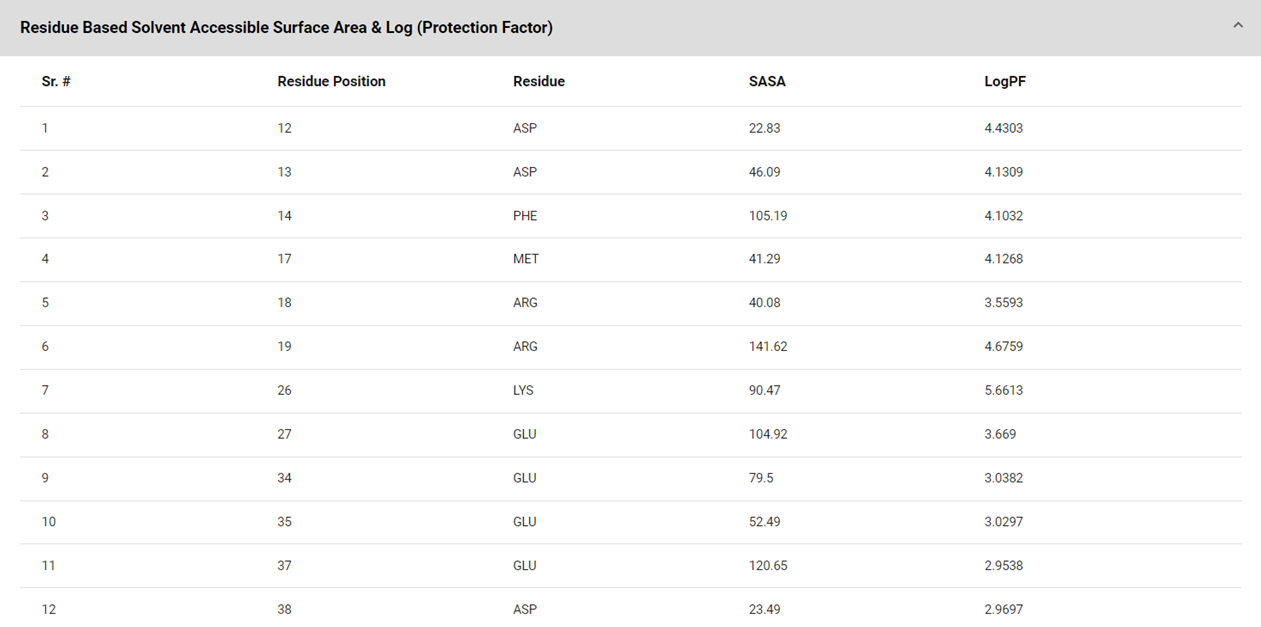 Residue Based Solvent Accessible Surface Area & Log (Protection Factor)
Sr. # Residue Position Residue SASA LogPF
1 12 ASP 22.83 4.4303
2 13 ASP 46.09 4.1309
3 14 PHE 105.19 4.1032
4 17 MET 41.29 4.1268
5 18 ARG 40.08 3.5593
6 19 ARG 141.62 4.6759
7 26 LYS 90.47 5.6613
8 27 GLU 104.92 3.669
9 34 GLU 79.5 3.0382
10 35 GLU 52.49 3.0297
11 37 GLU 120.65 2.9538
12 38 ASP 23.49 2.9697